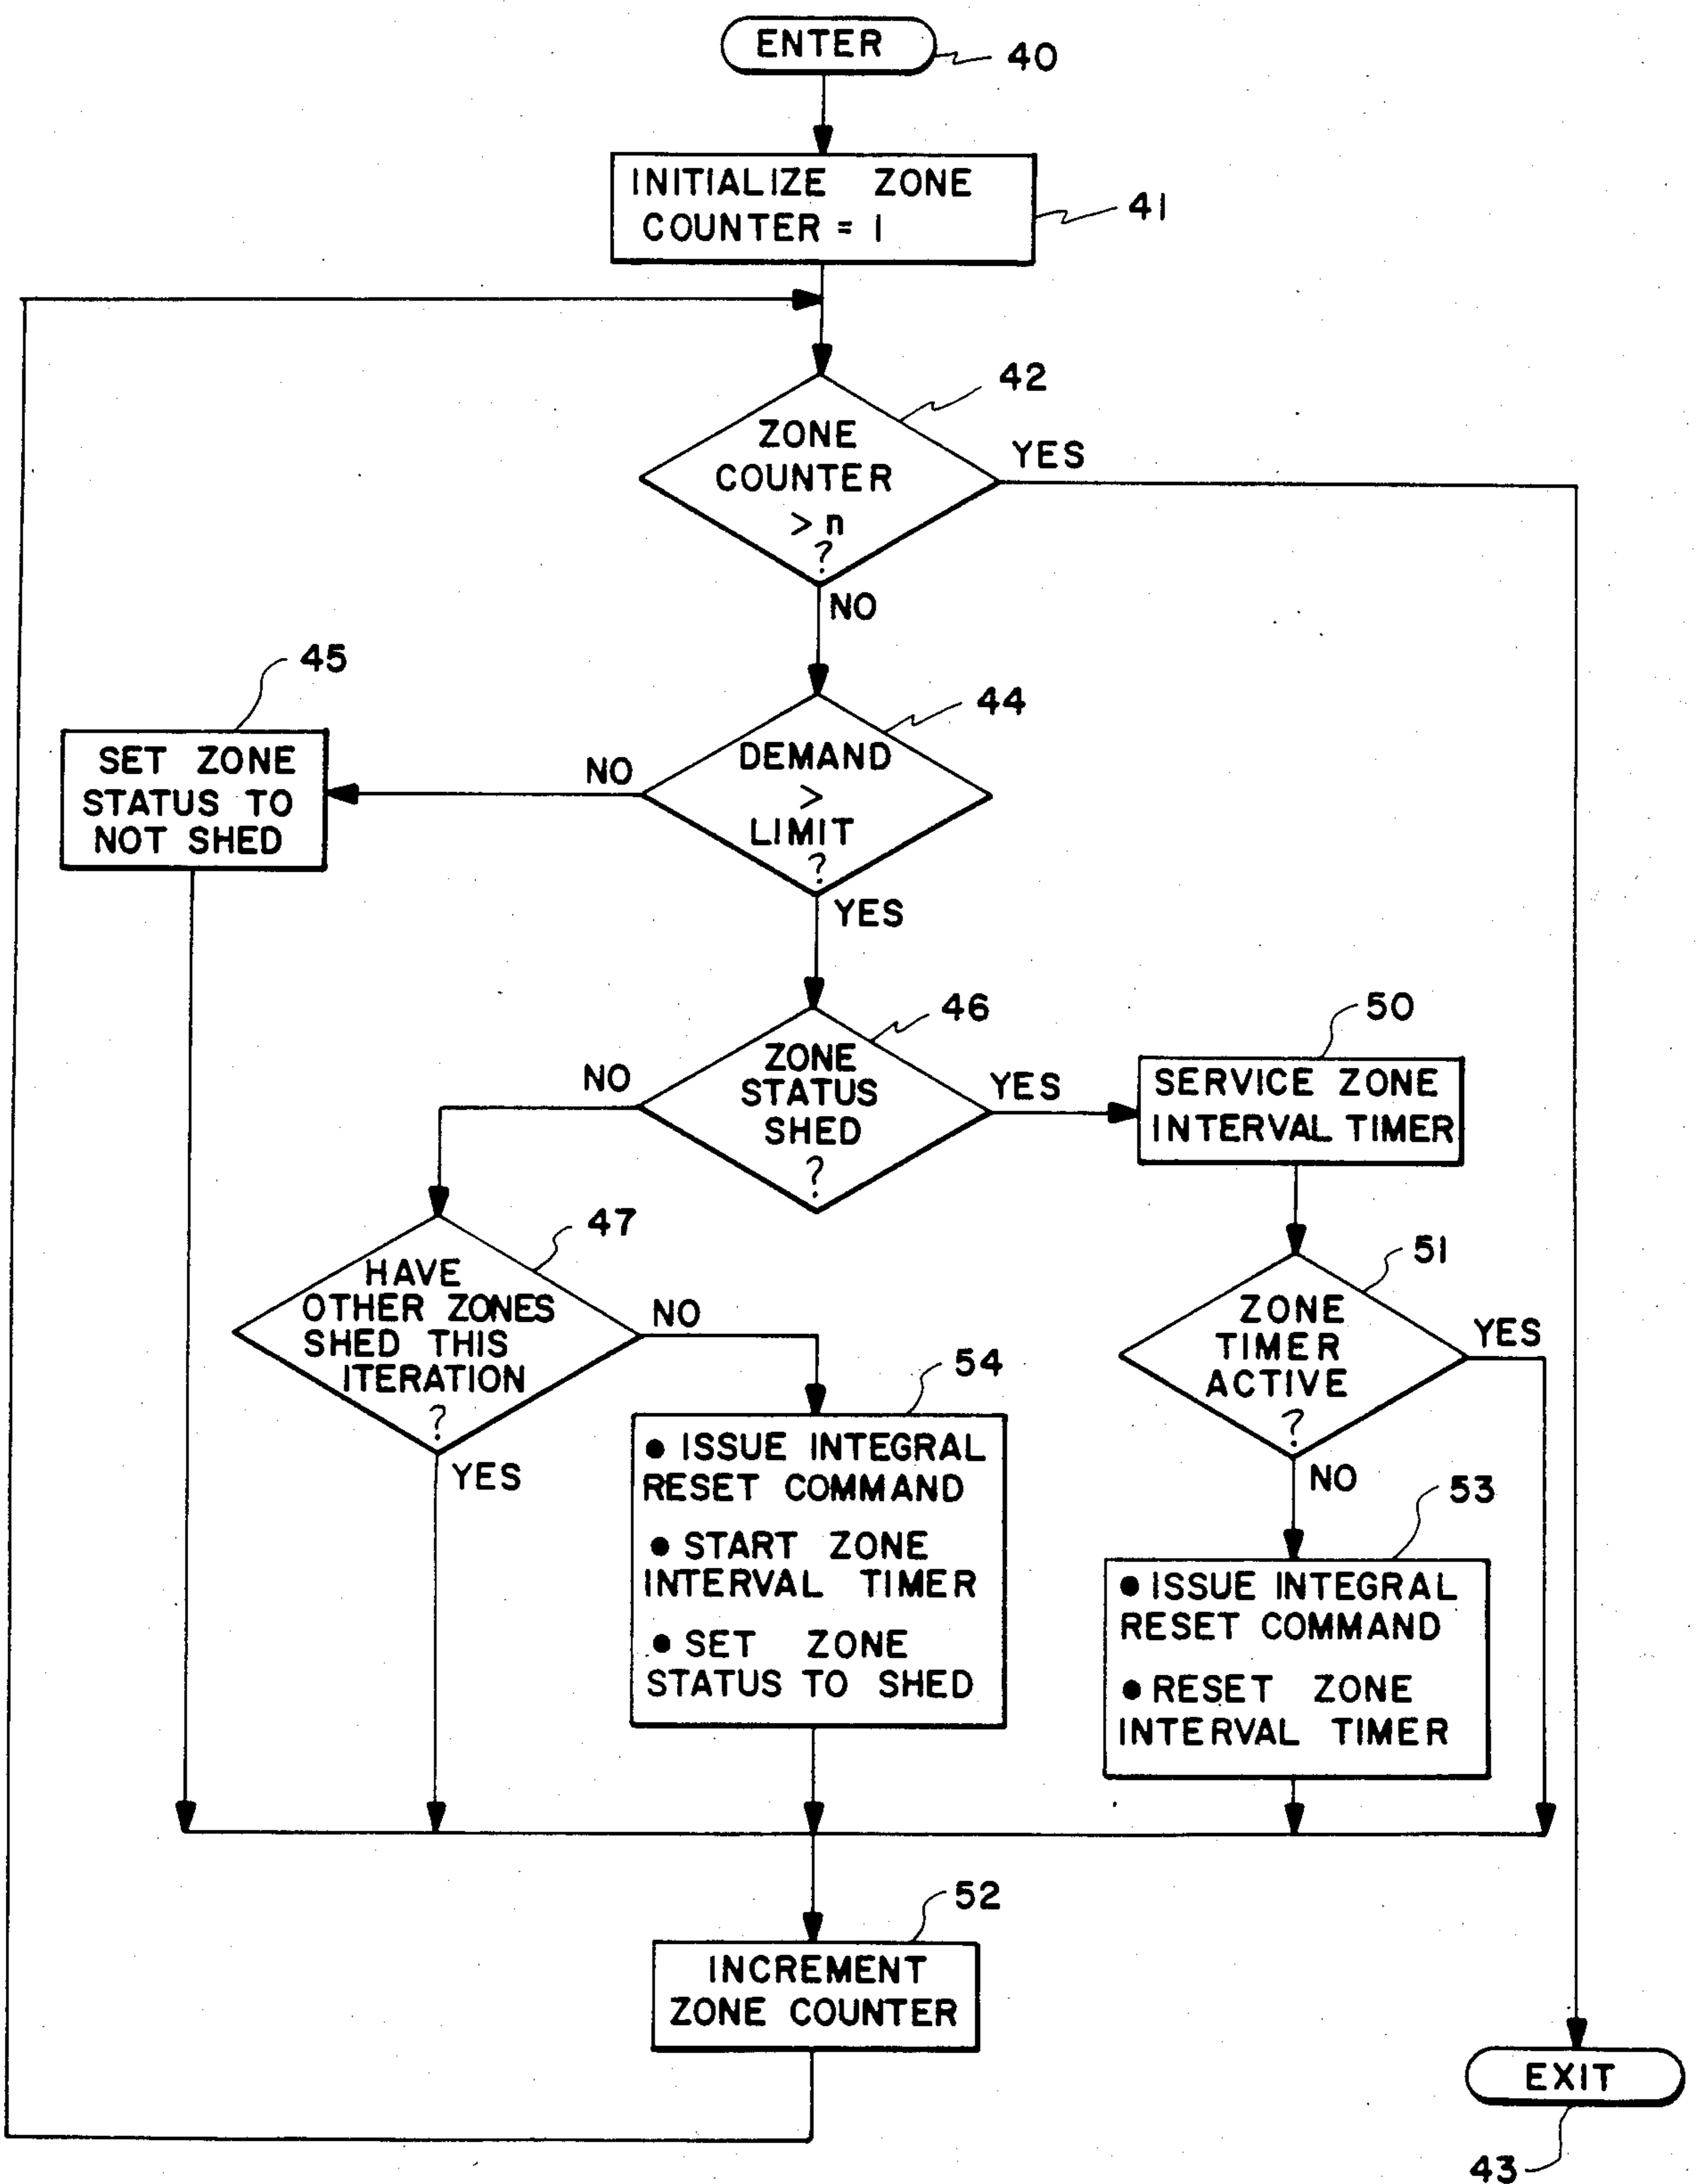 ENTER
40
INITIALIZE ZONE
COUNTER = 1
41
42
ZONE
COUNTER
> n
?
YES
NO
45
44
SET ZONE
STATUS TO
NOT SHED
NO
DEMAND
>
LIMIT
?
YES
46
50
NO
ZONE
STATUS
SHED
?
YES
SERVICE ZONE
INTERVAL TIMER
47
51
HAVE
OTHER ZONES
SHED THIS
ITERATION
?
NO
YES
ZONE
TIMER
ACTIVE
?
YES
NO
54
● ISSUE INTEGRAL
RESET COMMAND
● START ZONE
INTERVAL TIMER
● SET ZONE
STATUS TO SHED
53
● ISSUE INTEGRAL
RESET COMMAND
● RESET ZONE
INTERVAL TIMER
52
INCREMENT
ZONE COUNTER
EXIT
43